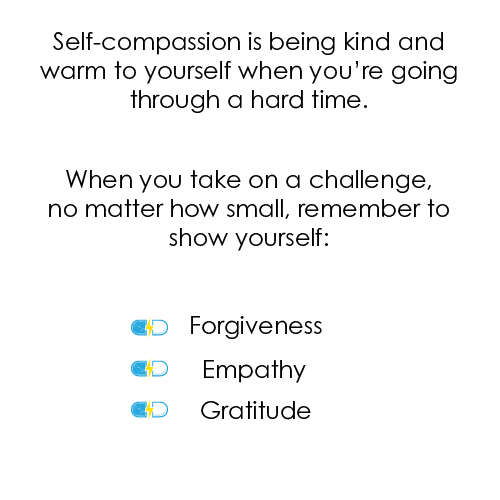 Self-compassion is being kind and
warm to yourself when you're going
through a hard time.
When you take on a challenge,
no matter how small, remember to
show yourself:
Forgiveness
Empathy
Gratitude